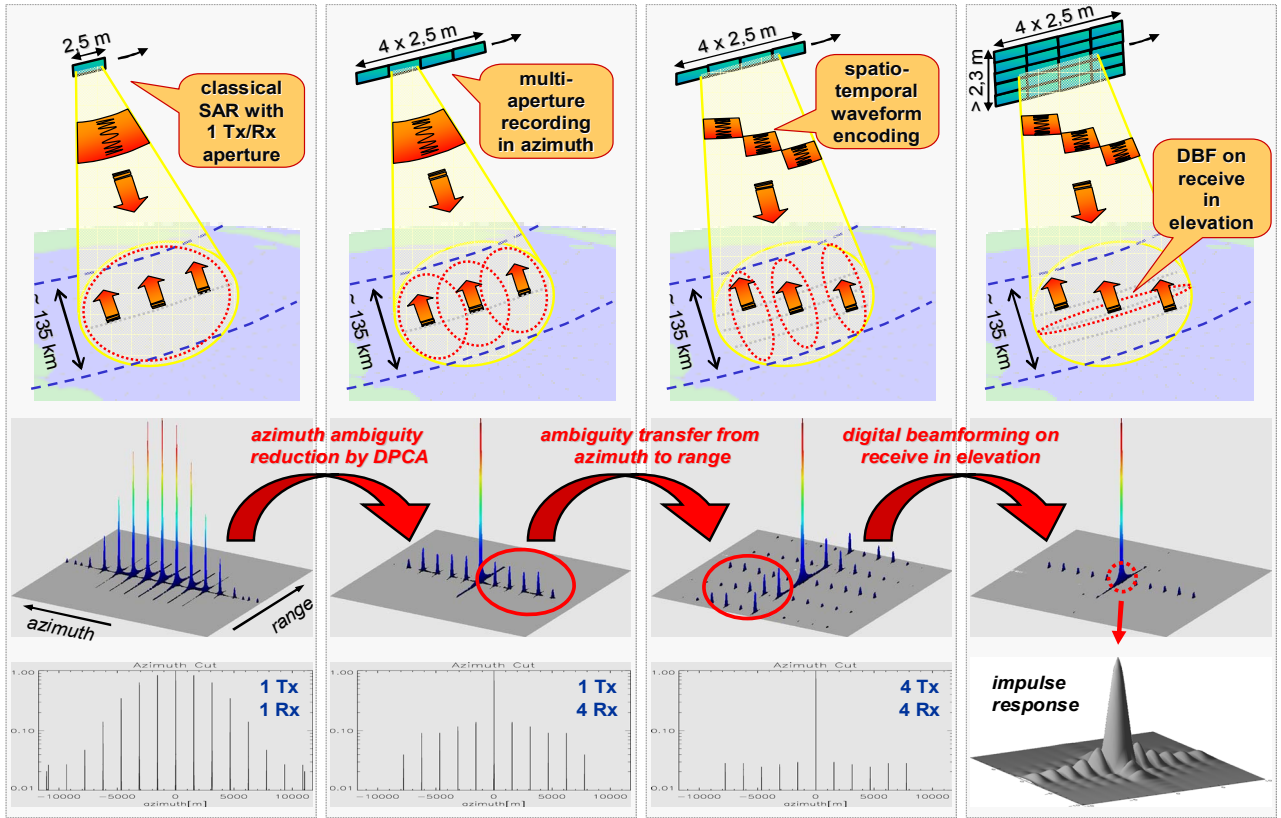 2,5 m
classical
SAR with
1 Tx/Rx
aperture
~ 135 km
4 x 2,5 m
multi-
aperture
recording
in azimuth
~ 135 km
4 x 2,5 m
spatio-
temporal
waveform
encoding
~ 135 km
4 x 2,5 m
> 2,3 m
DBF on
receive
in
elevation
~ 135 km
azimuth ambiguity
reduction by DPCA
ambiguity transfer from
azimuth to range
digital beamforming on
receive in elevation
azimuth
range
Azimuth Cut
1 Tx
1 Rx
1.00
0.10
0.01
−10000 −5000 0 5000 10000
azimuth[m]
Azimuth Cut
1 Tx
4 Rx
1.00
0.10
0.01
−10000 −5000 0 5000 10000
azimuth[m]
Azimuth Cut
4 Tx
4 Rx
1.00
0.10
0.01
−10000 −5000 0 5000 10000
azimuth[m]
impulse
response